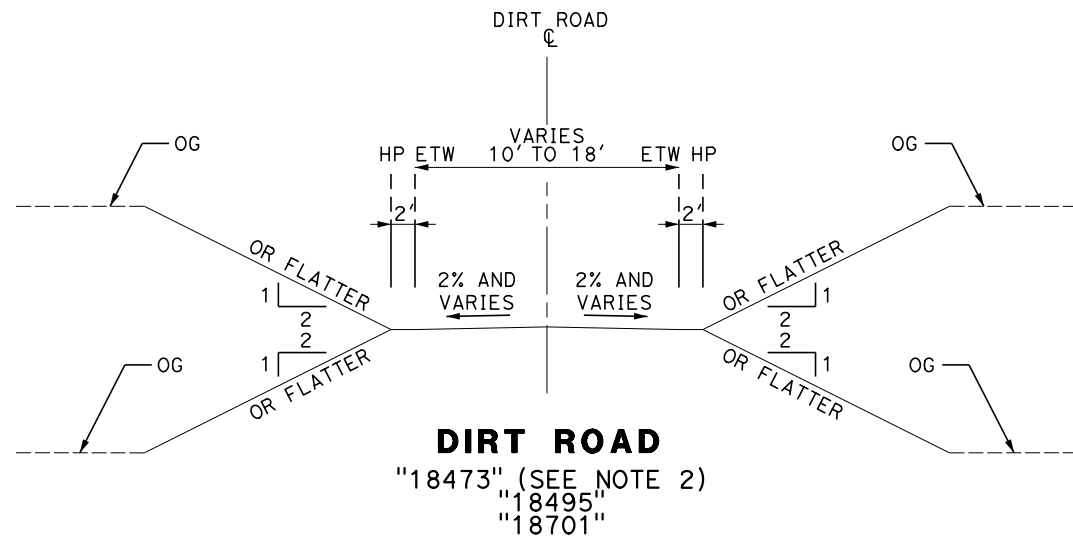 DIRT ROAD
℄
VARIES
HP ETW 10' TO 18' ETW HP
OG
OG
2'
2'
OR FLATTER
1
2
2% AND
VARIES
2% AND
VARIES
OR FLATTER
1
2
2
1
OR FLATTER
2
1
OR FLATTER
OG
OG
DIRT ROAD
"18473" (SEE NOTE 2)
"18495"
"18701"